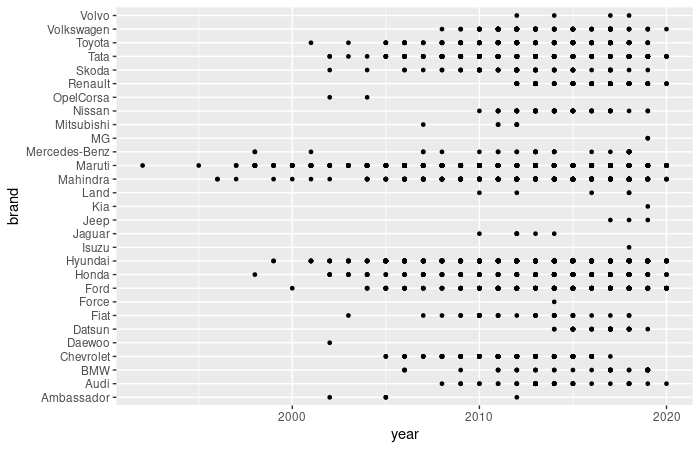 Volvo
Volkswagen
Toyota
Tata
Skoda
Renault
OpelCorsa
Nissan
Mitsubishi
MG
Mercedes-Benz
Maruti
Mahindra
Land
Kia
Jeep
Jaguar
Isuzu
Hyundai
Honda
Ford
Force
Fiat
Datsun
Daewoo
Chevrolet
BMW
Audi
Ambassador
brand
2000 2010 2020
year